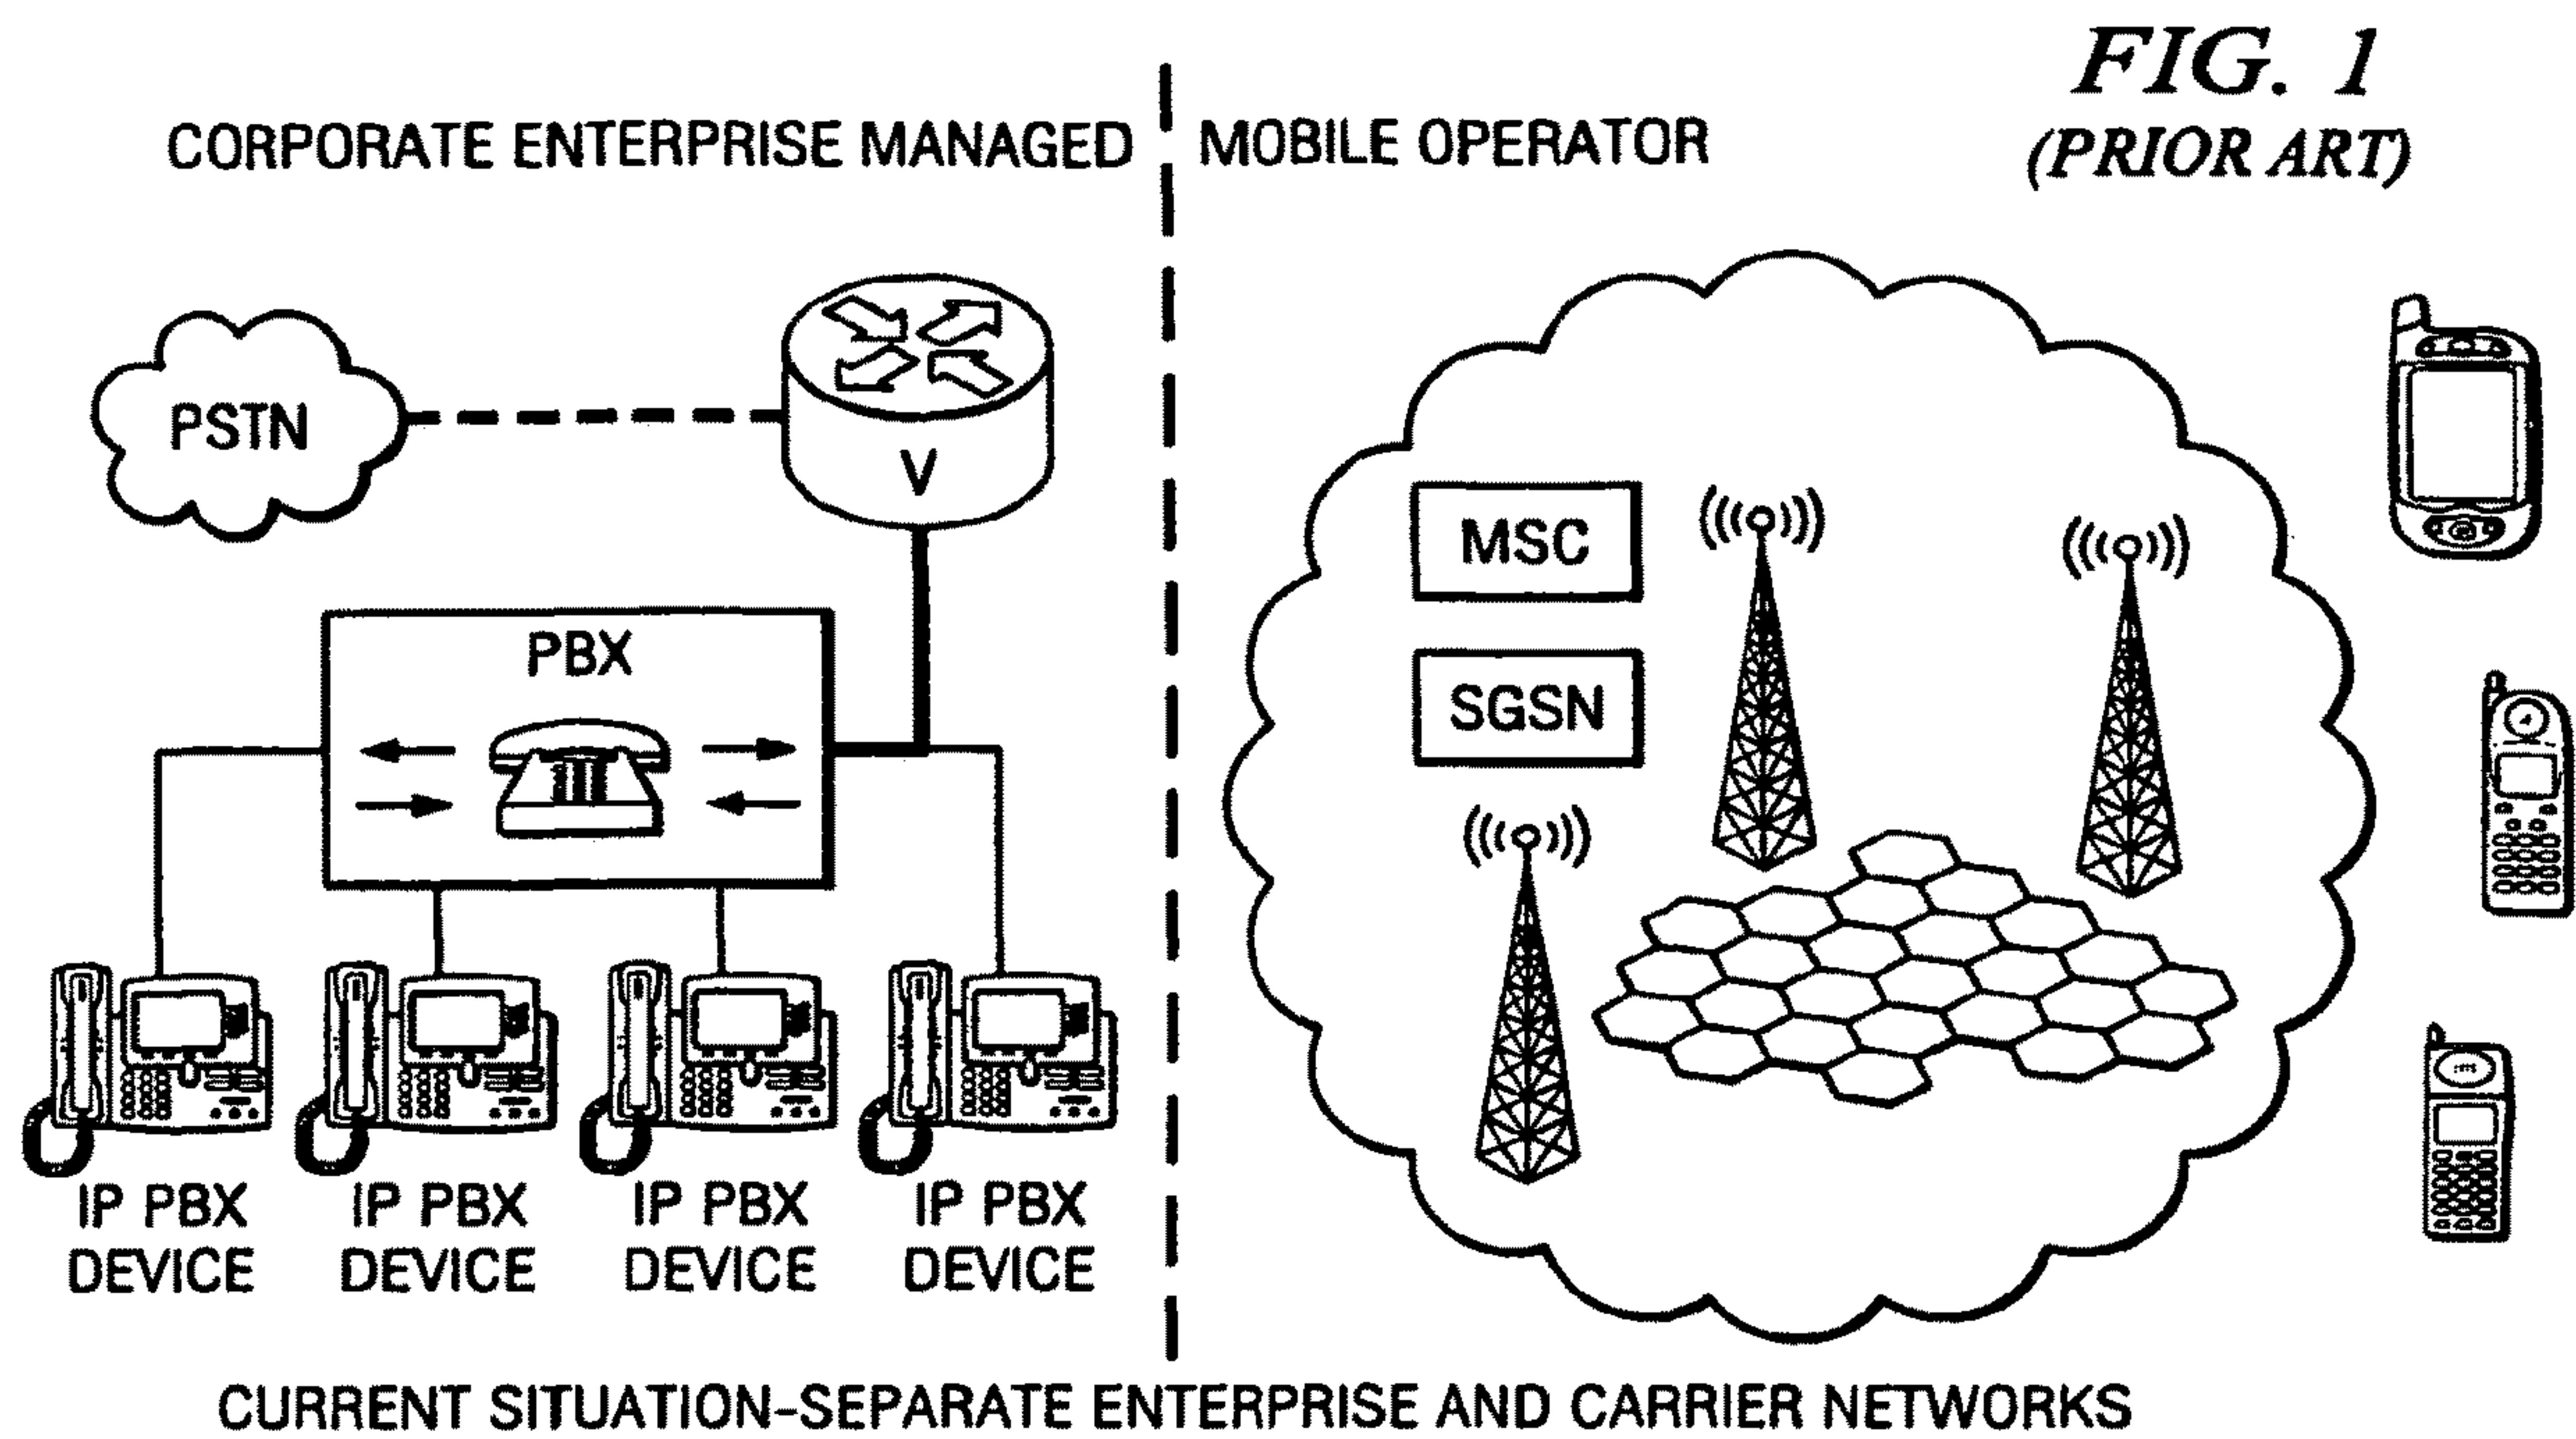 FIG. 1
(PRIOR ART)
CORPORATE ENTERPRISE MANAGED
MOBILE OPERATOR
PSTN
V
PBX
MSC
SGSN
IP PBX
DEVICE
IP PBX
DEVICE
IP PBX
DEVICE
IP PBX
DEVICE
CURRENT SITUATION-SEPARATE ENTERPRISE AND CARRIER NETWORKS